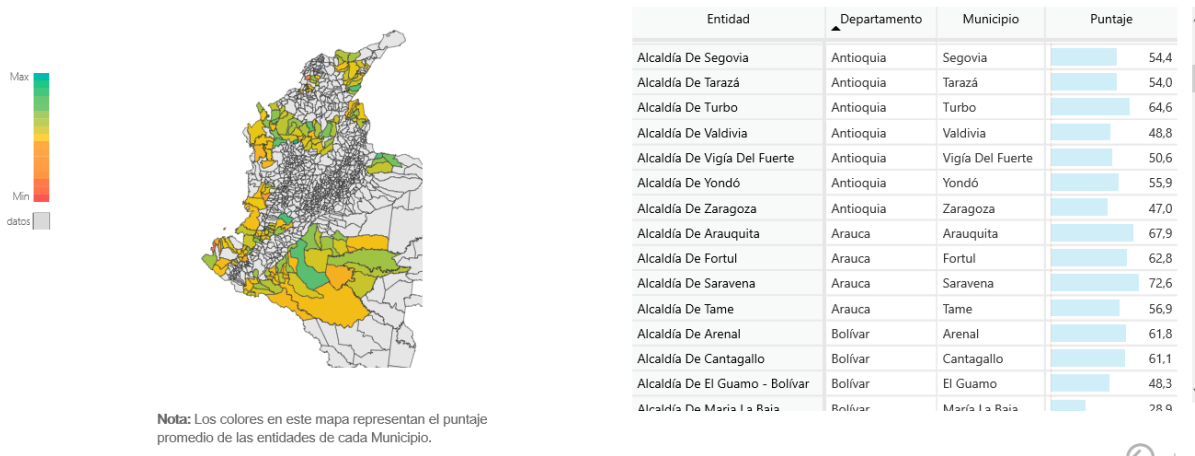 Max
Min
datos
Nota: Los colores en este mapa representan el puntaje
promedio de las entidades de cada Municipio.
Entidad Departamento Municipio Puntaje
Alcaldía De Segovia Antioquia Segovia 54,4
Alcaldía De Tarazá Antioquia Tarazá 54,0
Alcaldía De Turbo Antioquia Turbo 64,6
Alcaldía De Valdivia Antioquia Valdivia 48,8
Alcaldía De Vigía Del Fuerte Antioquia Vigía Del Fuerte 50,6
Alcaldía De Yondó Antioquia Yondó 55,9
Alcaldía De Zaragoza Antioquia Zaragoza 47,0
Alcaldía De Arauquita Arauca Arauquita 67,9
Alcaldía De Fortul Arauca Fortul 62,8
Alcaldía De Saravena Arauca Saravena 72,6
Alcaldía De Tame Arauca Tame 56,9
Alcaldía De Arenal Bolívar Arenal 61,8
Alcaldía De Cantagallo Bolívar Cantagallo 61,1
Alcaldía De El Guamo - Bolívar Bolívar El Guamo 48,3
Alcaldía De Maria La Baja Bolívar María La Baja 28,9